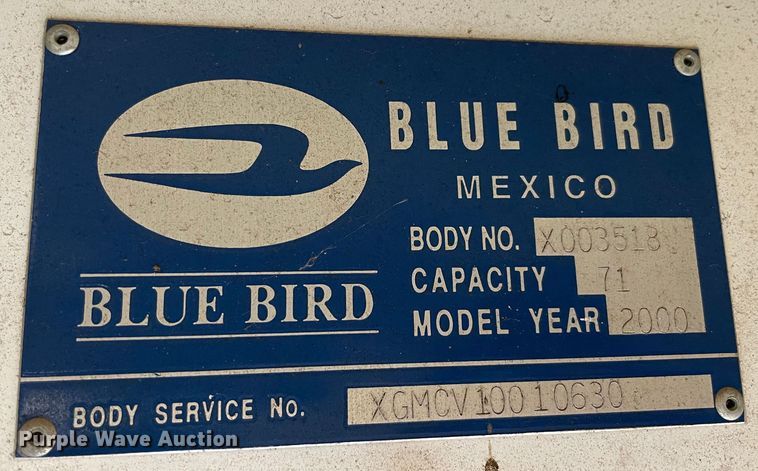 BLUE BIRD
MEXICO
BODY NO. X003518
CAPACITY 71
MODEL YEAR 2000
BLUE BIRD
BODY SERVICE No. XGMCV10010630
Purple Wave Auction